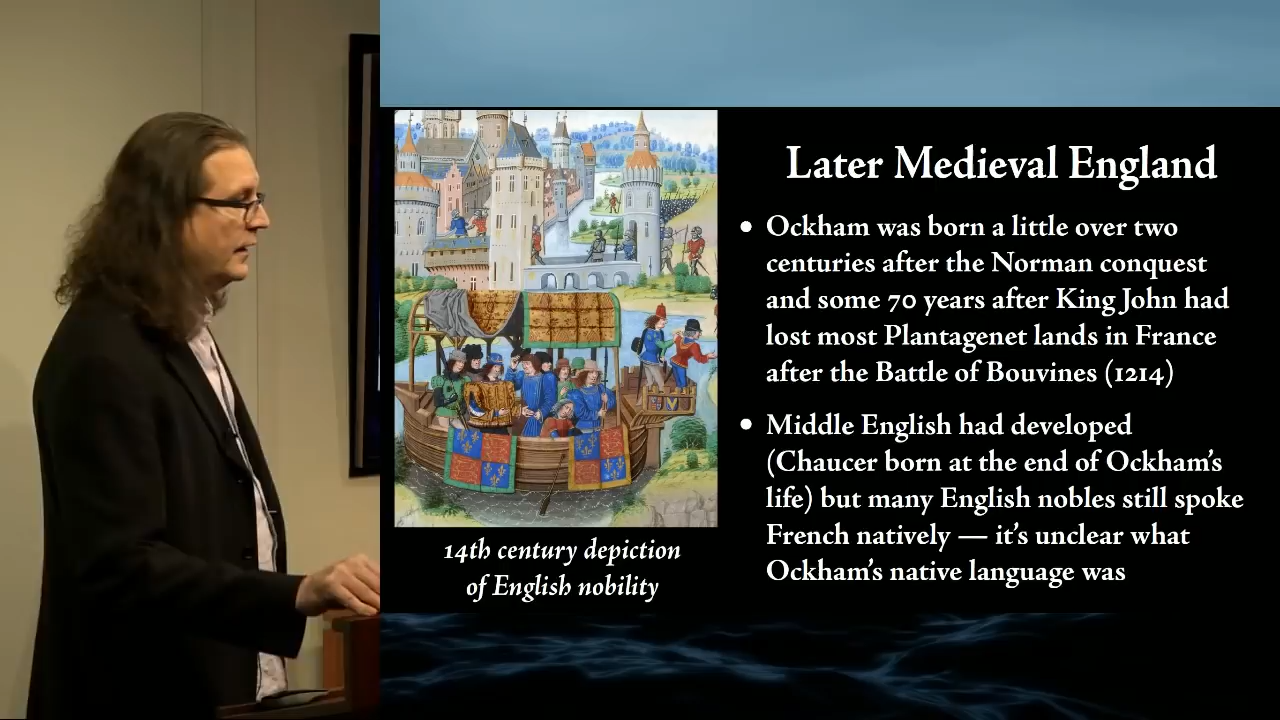 Later Medieval England
• Ockham was born a little over two
centuries after the Norman conquest
and some 70 years after King John had
lost most Plantagenet lands in France
after the Battle of Bouvines (1214)
• Middle English had developed
(Chaucer born at the end of Ockham's
life) but many English nobles still spoke
French natively — it's unclear what
Ockham's native language was
14th century depiction
of English nobility